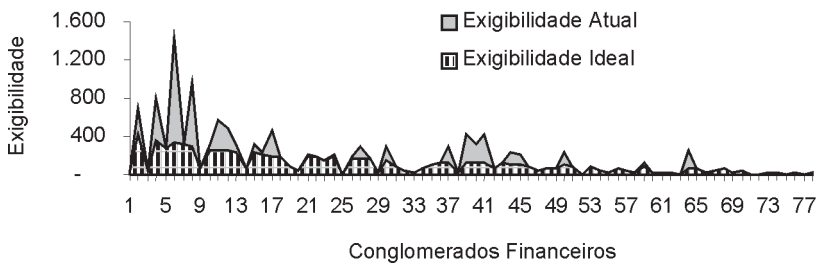 1.600
1.200
800
400
-
Exigibilidade
Exigibilidade Atual
Exigibilidade Ideal
1 5 9 13 17 21 25 29 33 37 41 45 49 53 57 61 65 69 73 77
Conglomerados Financeiros